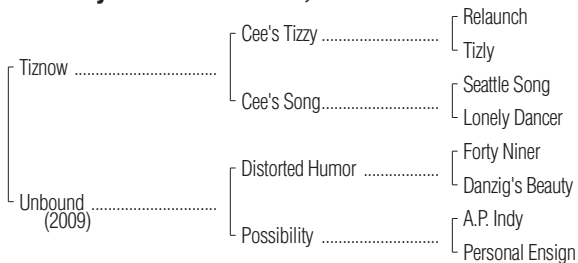 Relaunch
Cee's Tizzy ..........................
Tizly
Tiznow ................................
Seattle Song
Cee's Song..........................
Lonely Dancer
Forty Niner
Distorted Humor .................
Danzig's Beauty
Unbound ............................
(2009)
A.P. Indy
Possibility ..........................
Personal Ensign